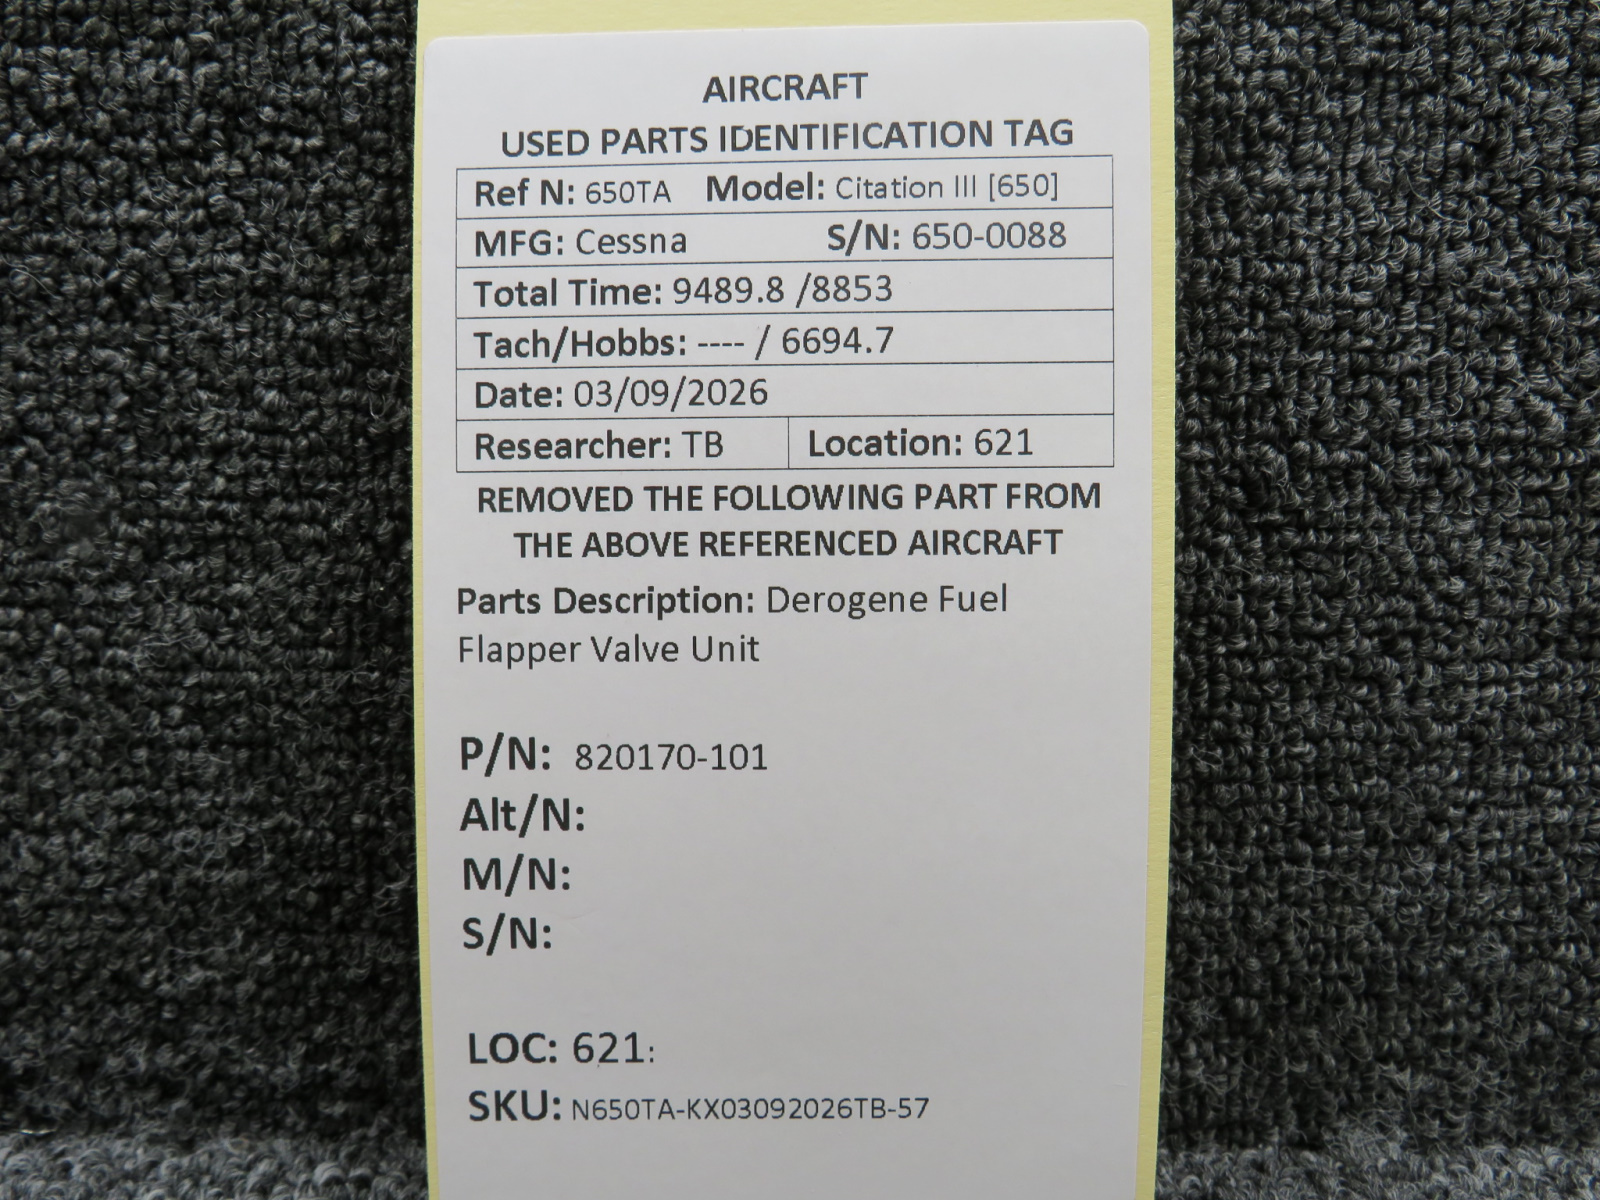 AIRCRAFT
USED PARTS IDENTIFICATION TAG
Ref N: 650TA Model: Citation III [650]
MFG: Cessna S/N: 650-0088
Total Time: 9489.8 /8853
Tach/Hobbs: ---- / 6694.7
Date: 03/09/2026
Researcher: TB Location: 621
REMOVED THE FOLLOWING PART FROM
THE ABOVE REFERENCED AIRCRAFT
Parts Description: Derogene Fuel
Flapper Valve Unit
P/N: 820170-101
Alt/N:
M/N:
S/N:
LOC: 621:
SKU: N650TA-KX03092026TB-57